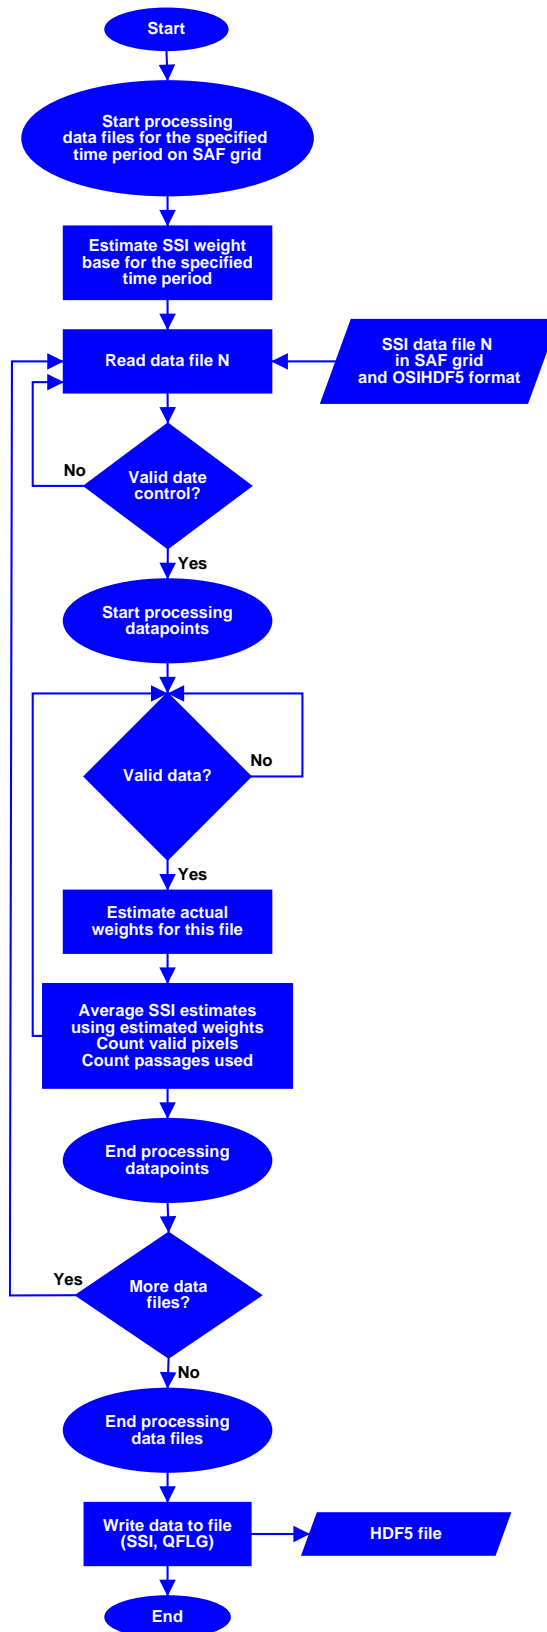 Start
Start processing
data files for the specified
time period on SAF grid
Estimate SSI weight
base for the specified
time period
Read data file N
SSI data file N
in SAF grid
and OSIHDF5 format
No
Valid date
control?
Yes
Start processing
datapoints
Valid data?
No
Yes
Estimate actual
weights for this file
Average SSI estimates
using estimated weights
Count valid pixels
Count passages used
End processing
datapoints
Yes
More data
files?
No
End processing
data files
Write data to file
(SSI, QFLG)
HDF5 file
End